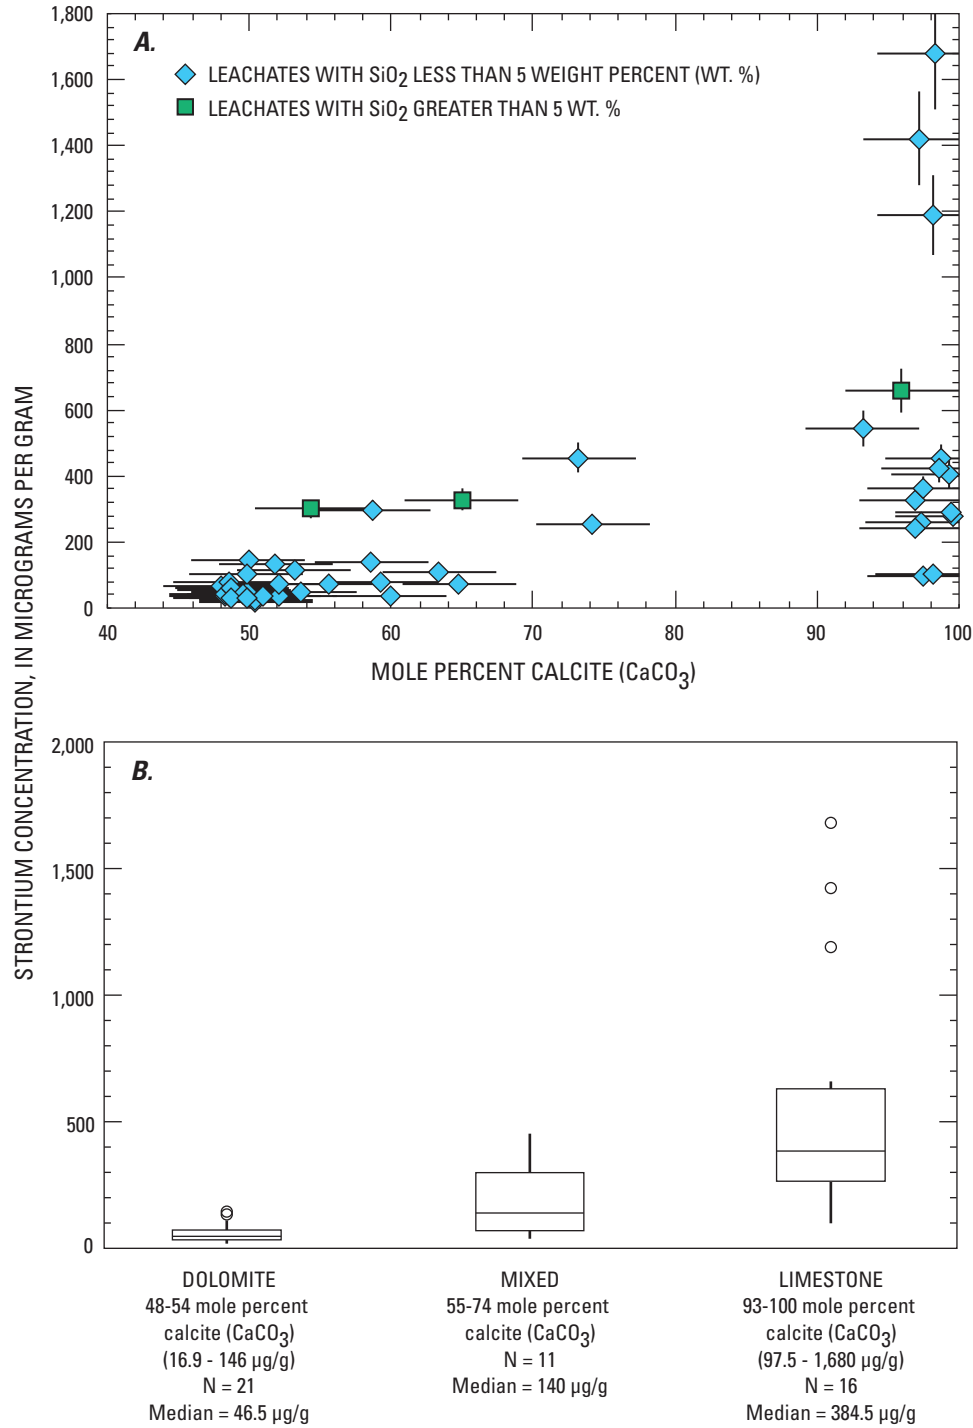 A.
LEACHATES WITH SiO2 LESS THAN 5 WEIGHT PERCENT (WT. %)
LEACHATES WITH SiO2 GREATER THAN 5 WT. %
1,800
1,600
1,400
1,200
1,000
800
600
400
200
0
40 50 60 70 80 90 100
MOLE PERCENT CALCITE (CaCO3)
STRONTIUM CONCENTRATION, IN MICROGRAMS PER GRAM
B.
2,000
1,500
1,000
500
0
DOLOMITE
48-54 mole percent
calcite (CaCO3)
(16.9 - 146 µg/g)
N = 21
Median = 46.5 µg/g
MIXED
55-74 mole percent
calcite (CaCO3)
N = 11
Median = 140 µg/g
LIMESTONE
93-100 mole percent
calcite (CaCO3)
(97.5 - 1,680 µg/g)
N = 16
Median = 384.5 µg/g